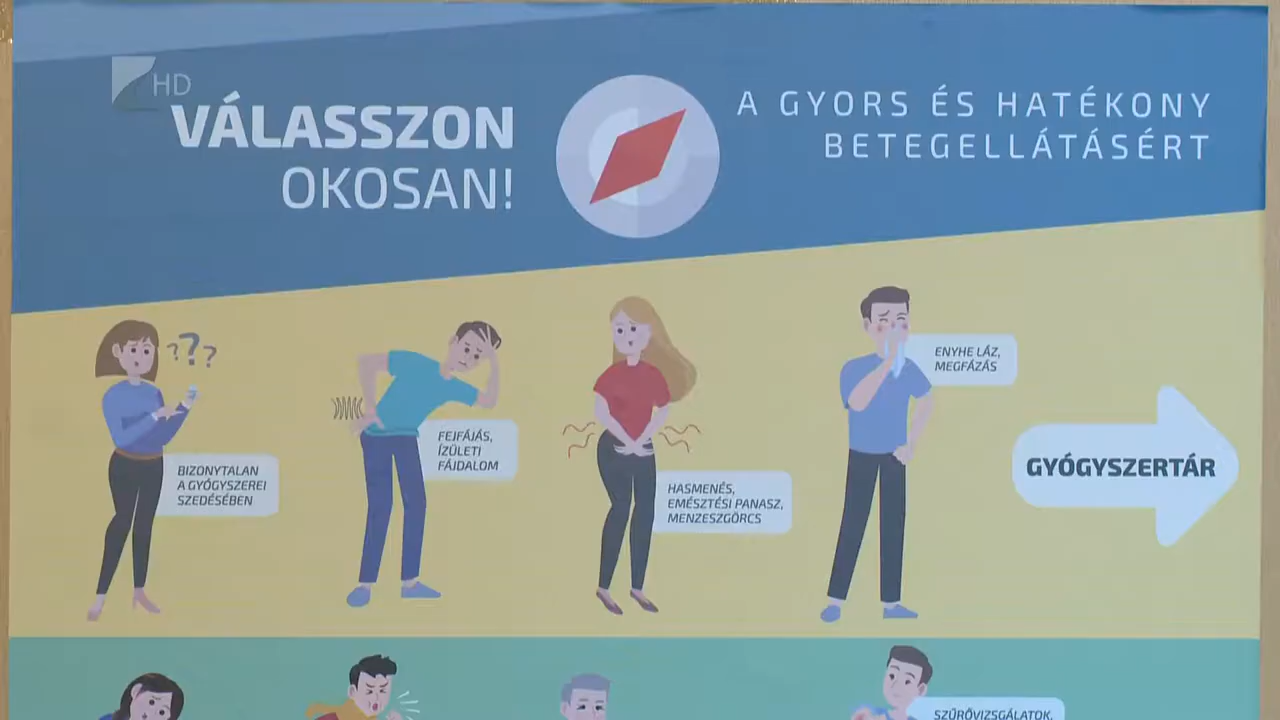 HD
VÁLASSZON
OKOSAN!
A GYORS ÉS HATÉKONY
BETEGELLÁTÁSÉRT
???
BIZONYTALAN
A GYÓGYSZEREI
SZEDÉSÉBEN
FEJFÁJÁS,
ÍZÜLETI
FÁJDALOM
HASMENÉS,
EMÉSZTÉSI PANASZ,
MENZESZGÖRCS
ENYHE LÁZ,
MEGFÁZÁS
GYÓGYSZERTÁR
SZŰRŐVIZSGÁLATOK,